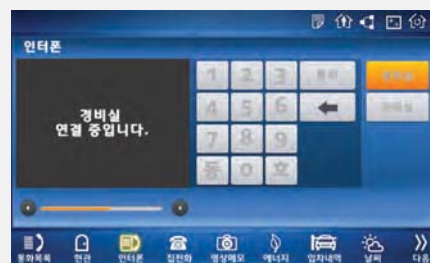 인터폰
경비실
연결 중입니다.
1 2 3
4 5 6
7 8 9
동 0 호
통화목록 현관 인터폰 집전화 영상메모 에너지 입차내역 날씨 다음